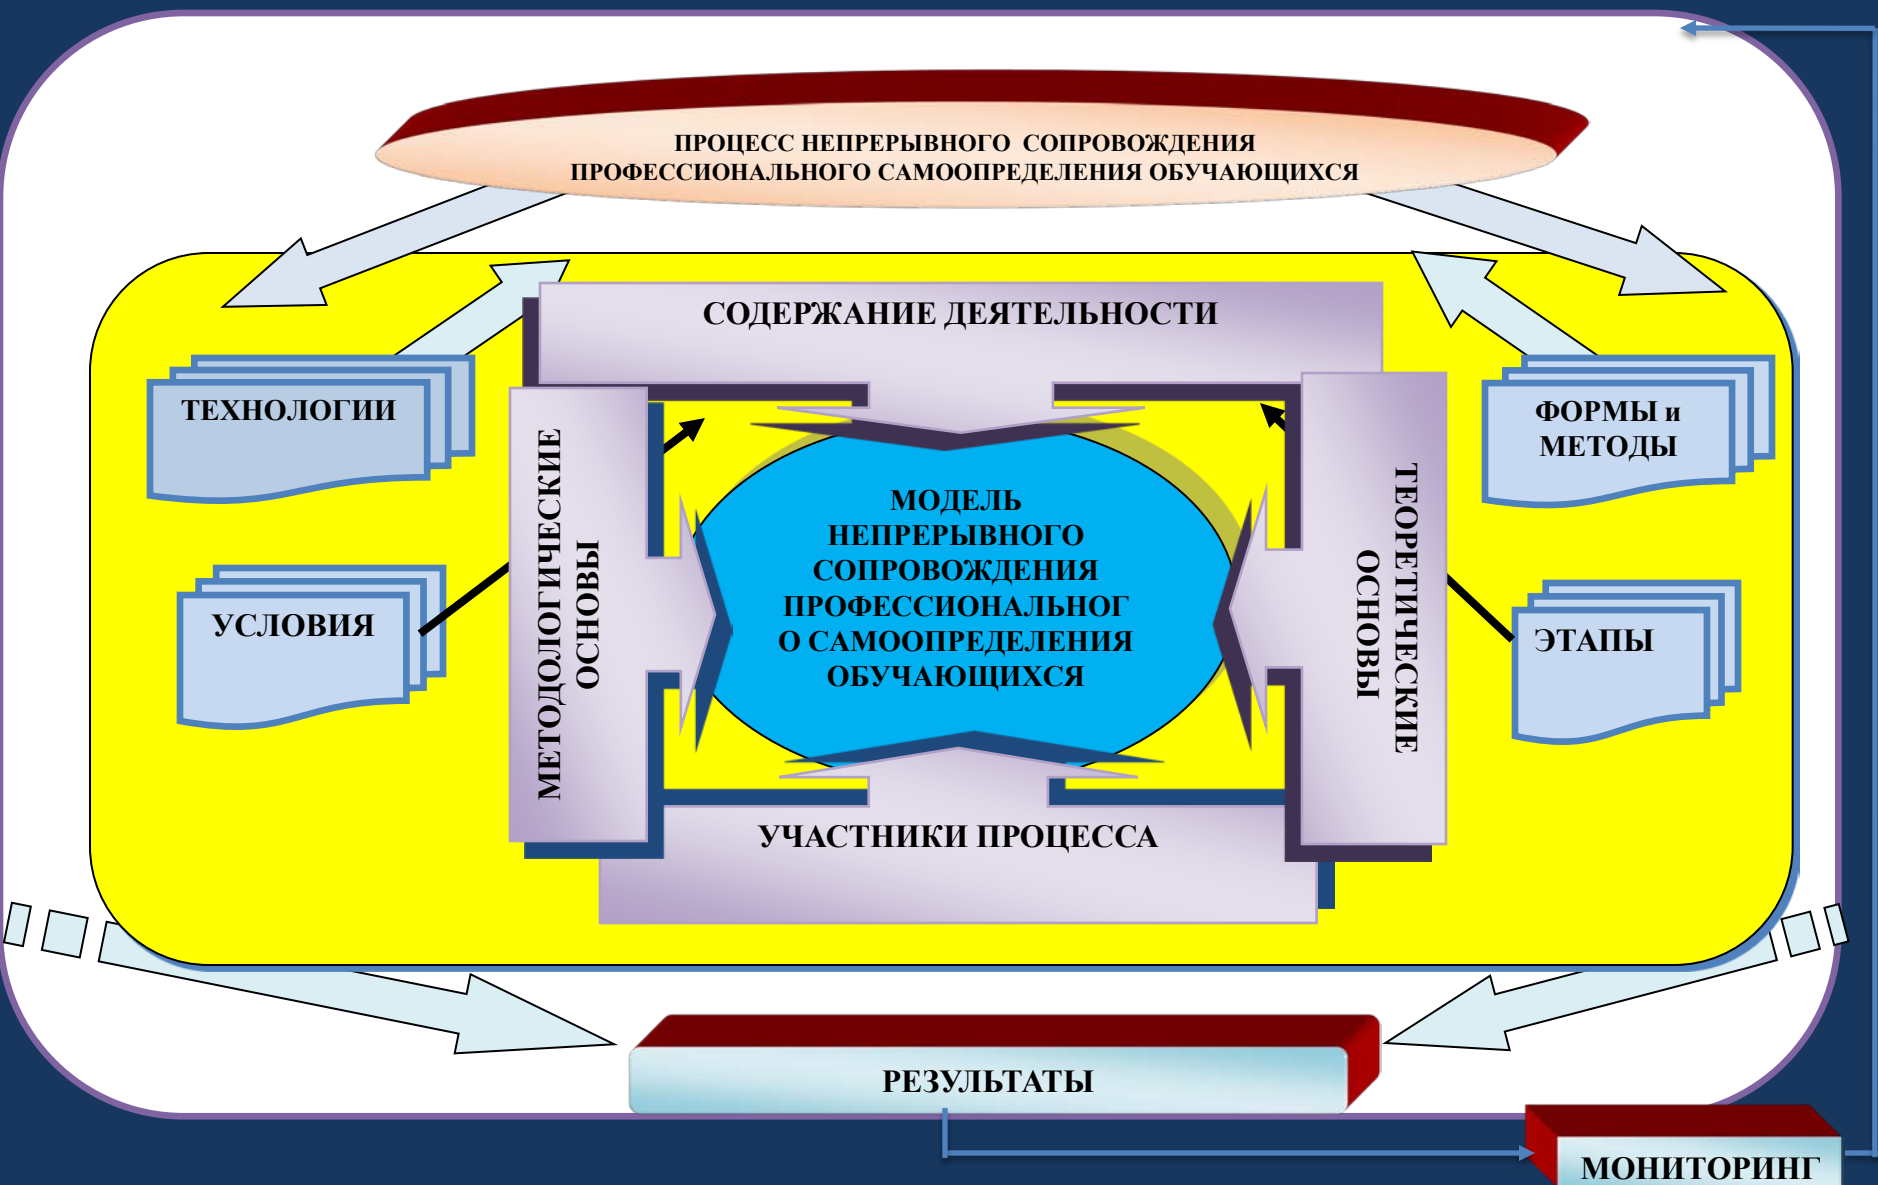 ПРОЦЕСС НЕПРЕРЫВНОГО СОПРОВОЖДЕНИЯ
ПРОФЕССИОНАЛЬНОГО САМООПРЕДЕЛЕНИЯ ОБУЧАЮЩИХСЯ
СОДЕРЖАНИЕ ДЕЯТЕЛЬНОСТИ
ТЕХНОЛОГИИ
ФОРМЫ и
МЕТОДЫ
МЕТОДОЛОГИЧЕСКИЕ
ОСНОВЫ
МОДЕЛЬ
НЕПРЕРЫВНОГО
СОПРОВОЖДЕНИЯ
ПРОФЕССИОНАЛЬНОГ
О САМООПРЕДЕЛЕНИЯ
ОБУЧАЮЩИХСЯ
ТЕОРЕТИЧЕСКИЕ
ОСНОВЫ
УСЛОВИЯ
ЭТАПЫ
УЧАСТНИКИ ПРОЦЕССА
РЕЗУЛЬТАТЫ
МОНИТОРИНГ